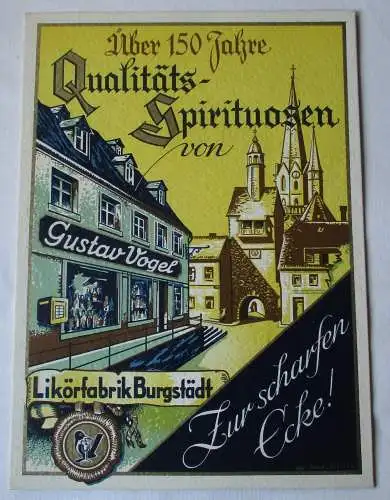 Über 150 Jahre
Qualitäts-
Spirituosen
von
Gustav Vogel
Likörfabrik Burgstädt
Zur scharfen
Ecke!